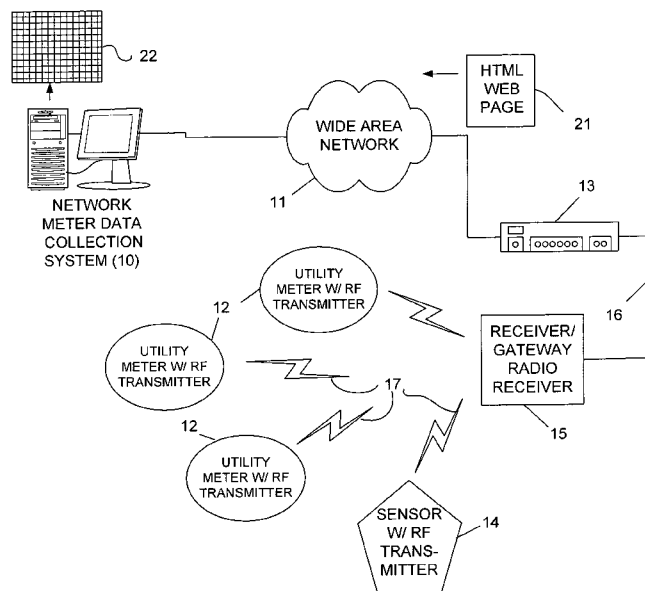 22
HTML
WEB
PAGE
21
WIDE AREA
NETWORK
11
13
NETWORK
METER DATA
COLLECTION
SYSTEM (10)
12
UTILITY
METER W/ RF
TRANSMITTER
16
RECEIVER/
GATEWAY
RADIO
RECEIVER
15
UTILITY
METER W/ RF
TRANSMITTER
17
12
UTILITY
METER W/ RF
TRANSMITTER
SENSOR
W/ RF
TRANS-
MITTER
14